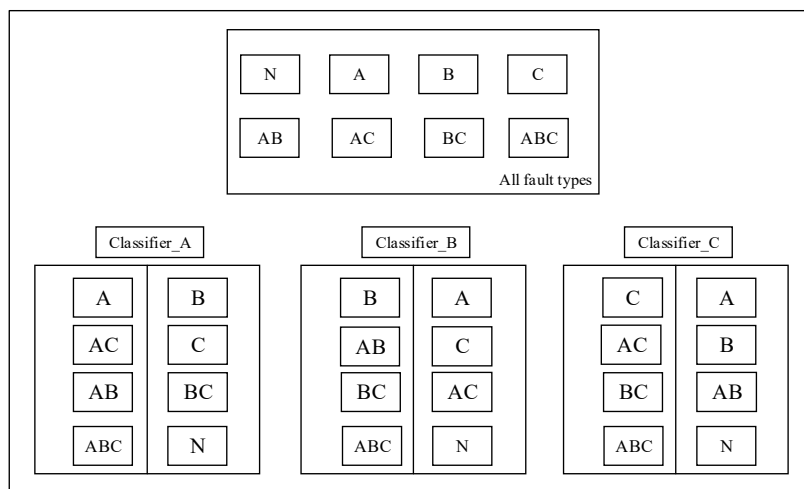 N A B C
AB AC BC ABC
All fault types
Classifier_A Classifier_B Classifier_C
A B B A C A
AC C AB C AC B
AB BC BC AC BC AB
ABC N ABC N ABC N